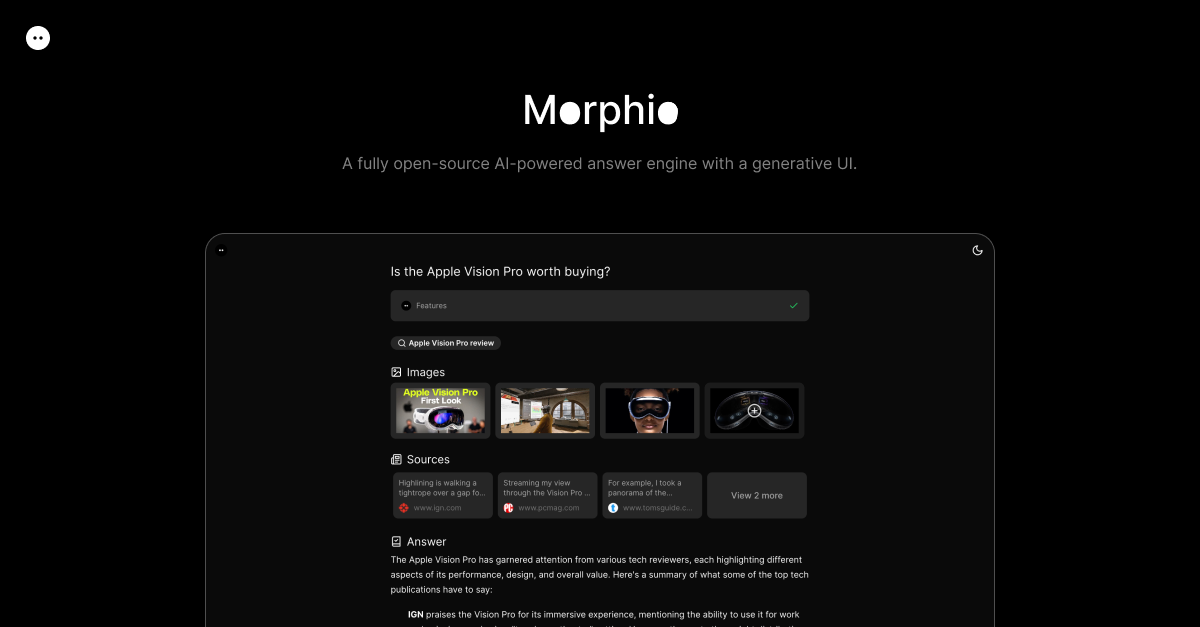 Morphio
A fully open-source AI-powered answer engine with a generative UI.
Is the Apple Vision Pro worth buying?
Features
Apple Vision Pro review
Images
Apple Vision Pro
First Look
Sources
Highlining is walking a
tightrope over a gap fo...
www.ign.com
Streaming my view
through the Vision Pro ...
PC
www.pcmag.com
For example, I took a
panorama of the...
t
www.tomsguide.c...
View 2 more
Answer
The Apple Vision Pro has garnered attention from various tech reviewers, each highlighting different
aspects of its performance, design, and overall value. Here's a summary of what some of the top tech
publications have to say:
IGN praises the Vision Pro for its immersive experience, mentioning the ability to use it for work